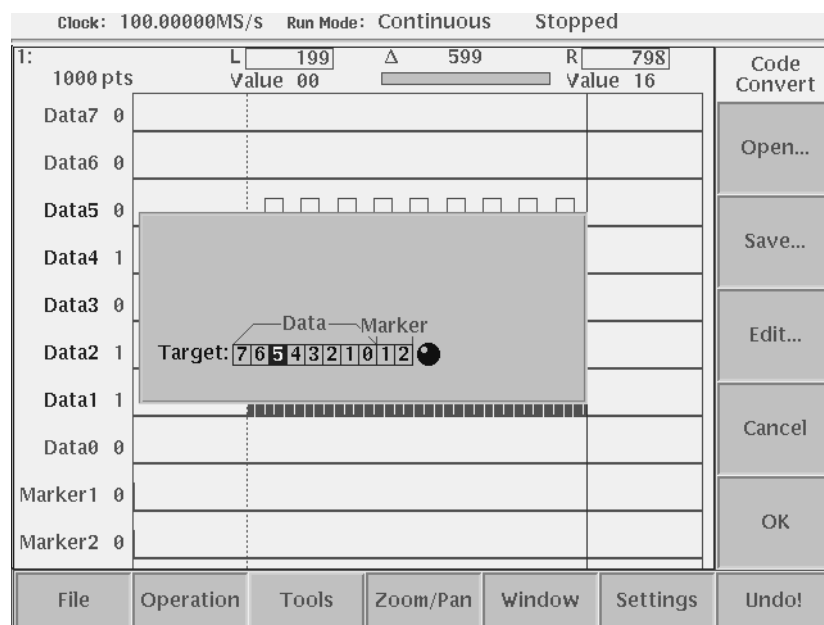 Clock: 100.00000MS/s Run Mode: Continuous Stopped
1: L 199 Δ 599 R 798
1000 pts Value 00 Value 16
Code
Convert
Data7 0
Data6 0
Data5 0
Data4 1
Data3 0
Data2 1
Data1 1
Data0 0
Marker1 0
Marker2 0
Data Marker
Target: 7 6 5 4 3 2 1 0 1 2
Open...
Save...
Edit...
Cancel
OK
File Operation Tools Zoom/Pan Window Settings Undo!